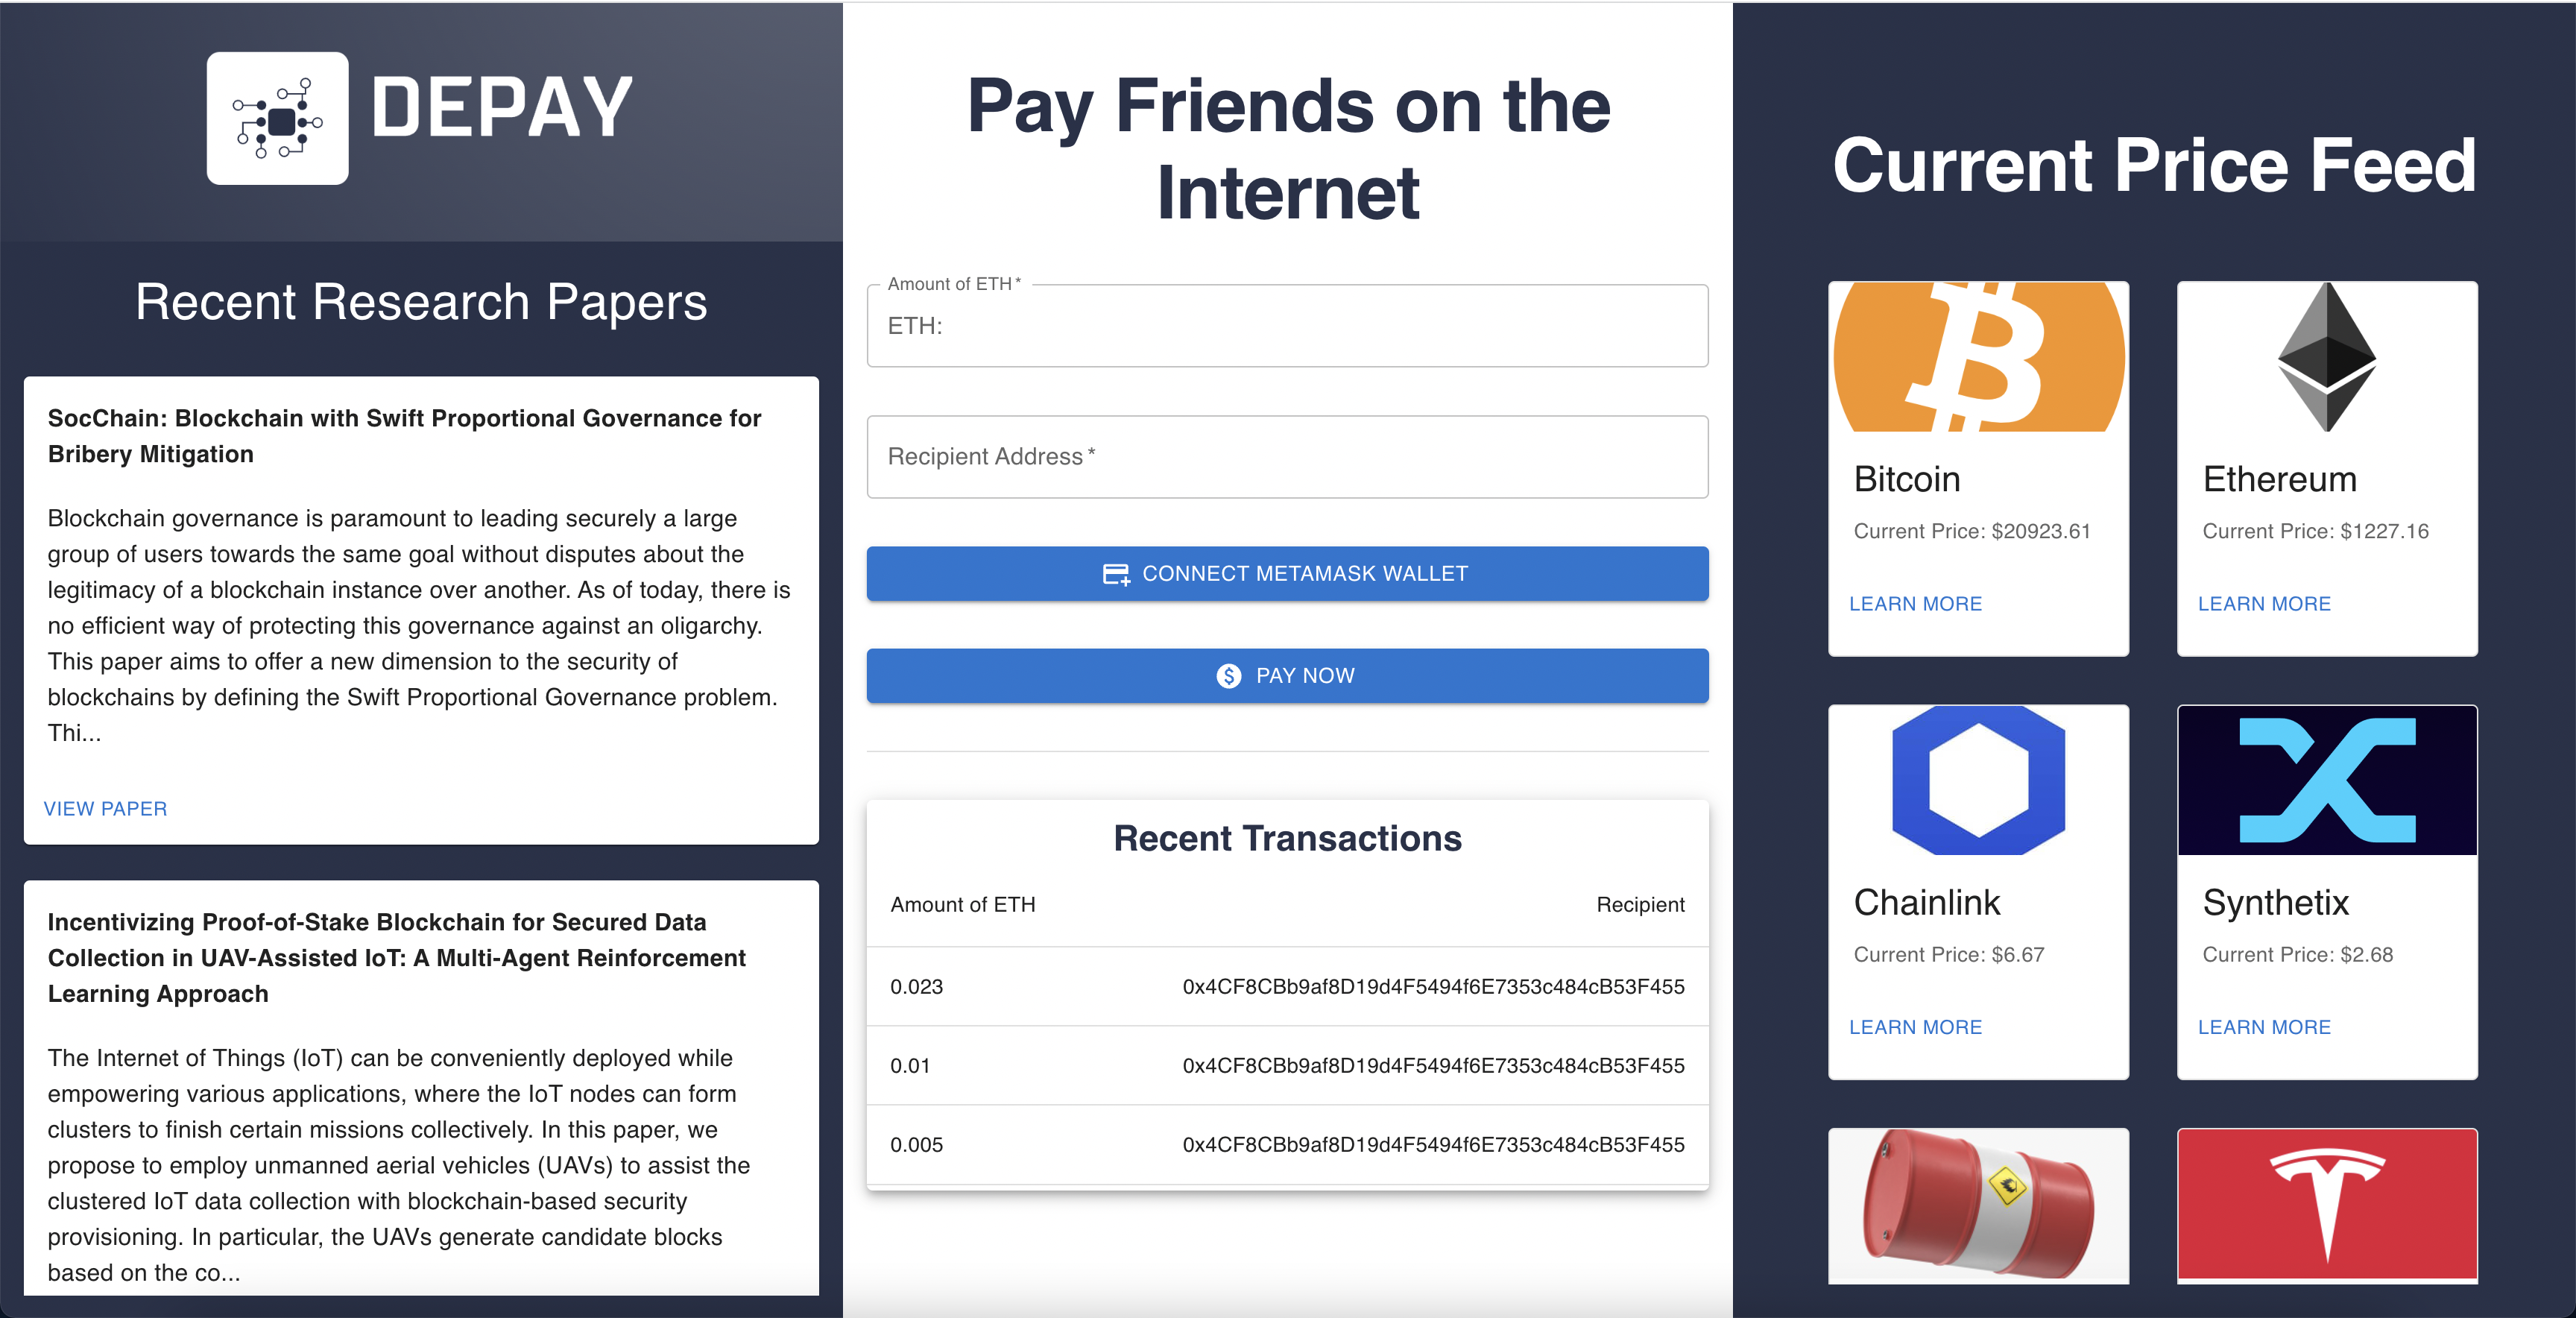 DEPAY
Recent Research Papers
SocChain: Blockchain with Swift Proportional Governance for
Bribery Mitigation
Blockchain governance is paramount to leading securely a large
group of users towards the same goal without disputes about the
legitimacy of a blockchain instance over another. As of today, there is
no efficient way of protecting this governance against an oligarchy.
This paper aims to offer a new dimension to the security of
blockchains by defining the Swift Proportional Governance problem.
Thi...
VIEW PAPER
Incentivizing Proof-of-Stake Blockchain for Secured Data
Collection in UAV-Assisted IoT: A Multi-Agent Reinforcement
Learning Approach
The Internet of Things (IoT) can be conveniently deployed while
empowering various applications, where the IoT nodes can form
clusters to finish certain missions collectively. In this paper, we
propose to employ unmanned aerial vehicles (UAVs) to assist the
clustered IoT data collection with blockchain-based security
provisioning. In particular, the UAVs generate candidate blocks
based on the co...
Pay Friends on the
Internet
Amount of ETH *
ETH:
Recipient Address *
CONNECT METAMASK WALLET
$ PAY NOW
Recent Transactions
Amount of ETH Recipient
0.023 0x4CF8CBb9af8D19d4F5494f6E7353c484cB53F455
0.01 0x4CF8CBb9af8D19d4F5494f6E7353c484cB53F455
0.005 0x4CF8CBb9af8D19d4F5494f6E7353c484cB53F455
Current Price Feed
Bitcoin
Current Price: $20923.61
LEARN MORE
Ethereum
Current Price: $1227.16
LEARN MORE
Chainlink
Current Price: $6.67
LEARN MORE
Synthetix
Current Price: $2.68
LEARN MORE